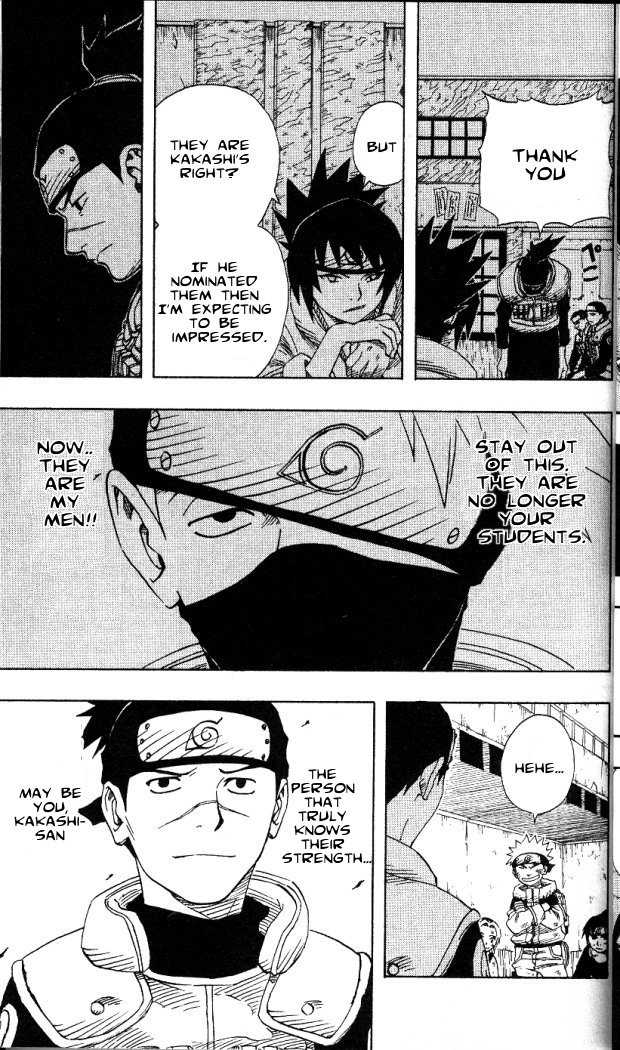 THANK
YOU
ペコ
BUT
THEY ARE
KAKASHI'S
RIGHT?
IF HE
NOMINATED
THEM THEN
I'M EXPECTING
TO BE
IMPRESSED.
STAY OUT
OF THIS.
THEY ARE
NO LONGER
YOUR
STUDENTS.
NOW..
THEY
ARE
MY
MEN!!
HEHE...
THE
PERSON
THAT
TRULY
KNOWS
THEIR
STRENGTH...
MAY BE
YOU,
KAKASHI-
SAN